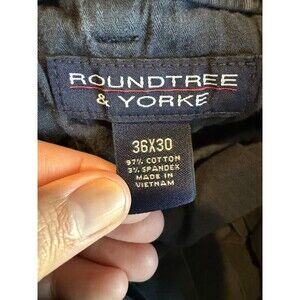 ROUNDTREE
& YORKE
36X30
97% COTTON
3% SPANDEX
MADE IN
VIETNAM